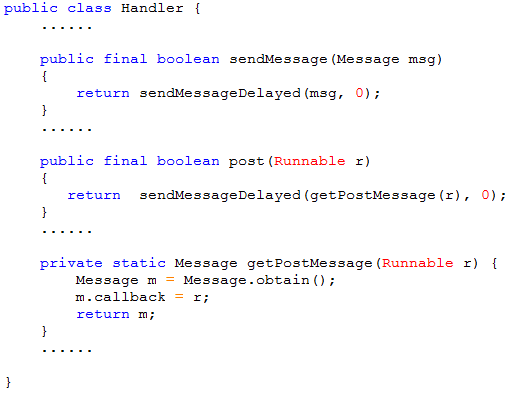 public class Handler {
......
public final boolean sendMessage(Message msg)
{
return sendMessageDelayed(msg, 0);
}
......
public final boolean post(Runnable r)
{
return  sendMessageDelayed(getPostMessage(r), 0);
}
......
private static Message getPostMessage(Runnable r) {
Message m = Message.obtain();
m.callback = r;
return m;
}
......
}